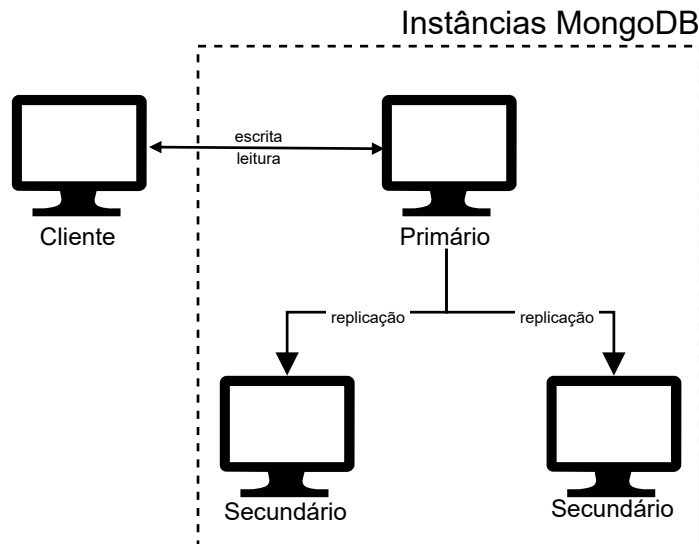 Instâncias MongoDB
escrita
leitura
Cliente
Primário
replicação
replicação
Secundário
Secundário